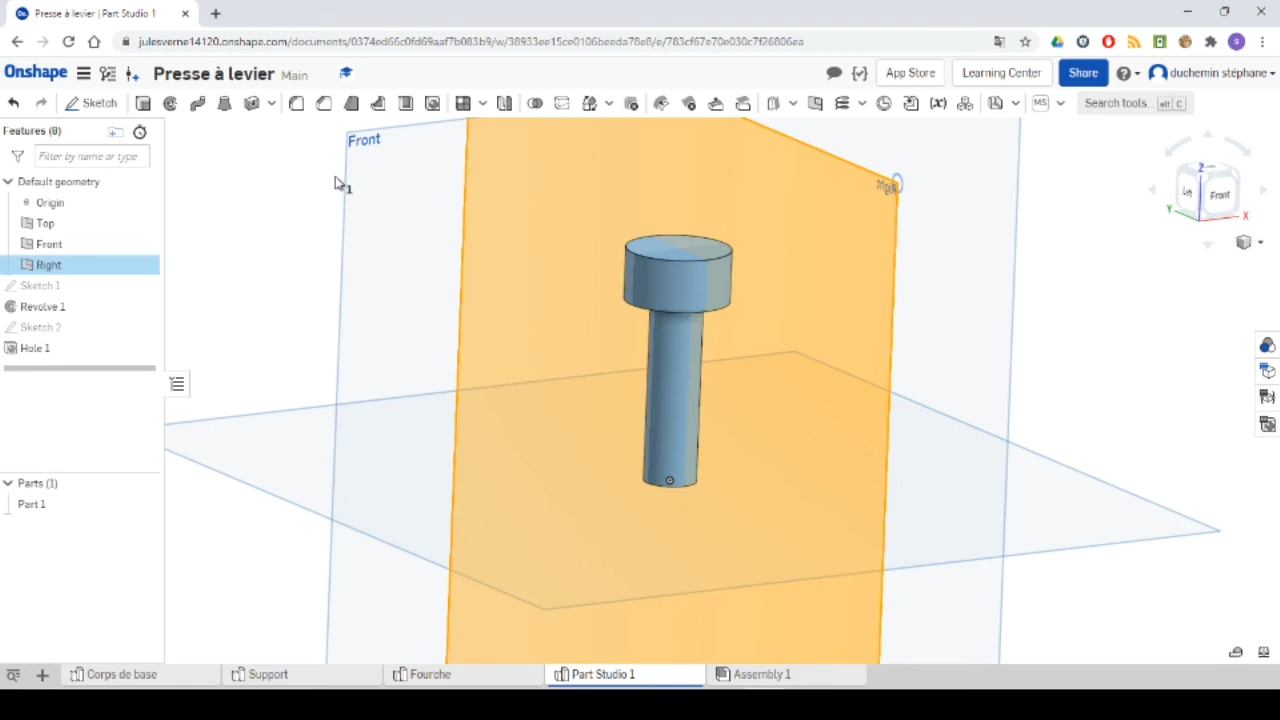 Presse à levier | Part Studio 1
julesverne14120.onshape.com/documents/0374ed66c0fd69aaf7b083b9/w/38933ee15ce0106beeda78e8/e/783cf67e70e030c7f26806ea
Onshape Presse à levier Main App Store Learning Center Share duchemin stéphane
Sketch MS Search tools... alt C
Features (8)
Filter by name or type
Default geometry
Origin
Top
Front
Right
Sketch 1
Revolve 1
Sketch 2
Hole 1
Parts (1)
Part 1
Front
1
Z
Left Front
Y X
Corps de base Support Fourche Part Studio 1 Assembly 1